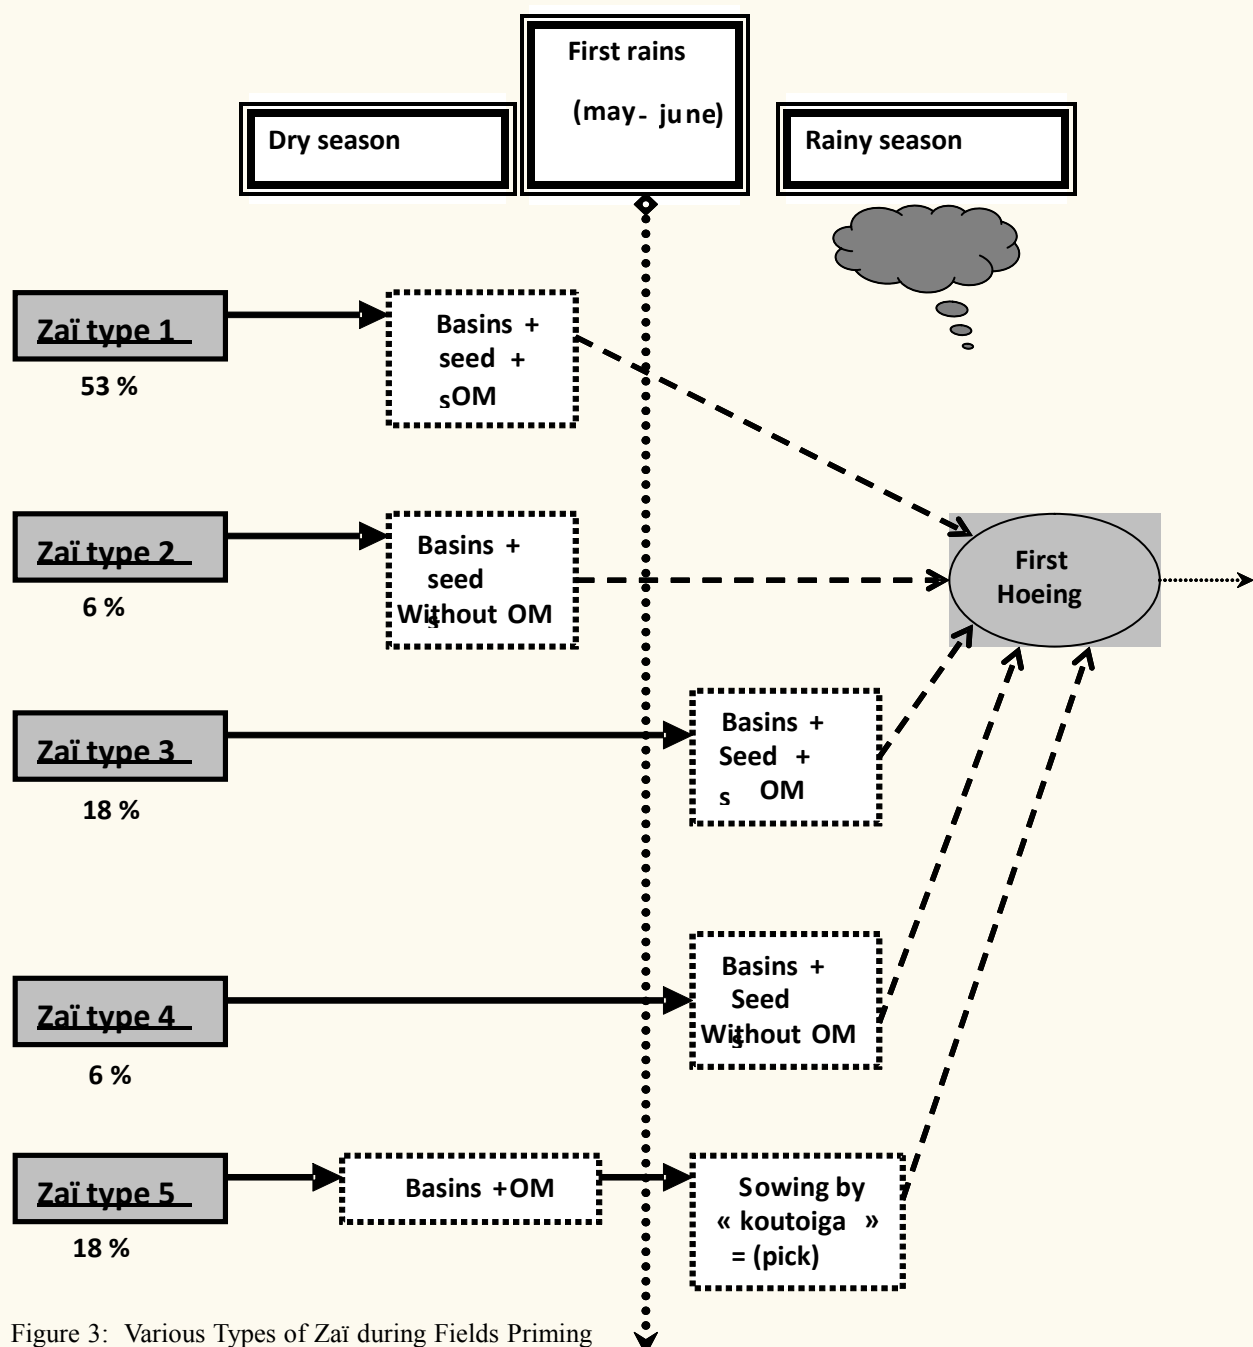 First rains
(may - june)
Dry season
Rainy season
Zaï type 1
53 %
Basins +
seed +
sOM
Zaï type 2
6 %
Basins +
seed
s
Without OM
First
Hoeing
Zaï type 3
18 %
Basins +
Seed +
s OM
Zaï type 4
6 %
Basins +
Seed
s
Without OM
Zaï type 5
18 %
Basins +OM
Sowing by
« koutoiga »
= (pick)
Figure 3: Various Types of Zaï during Fields Priming